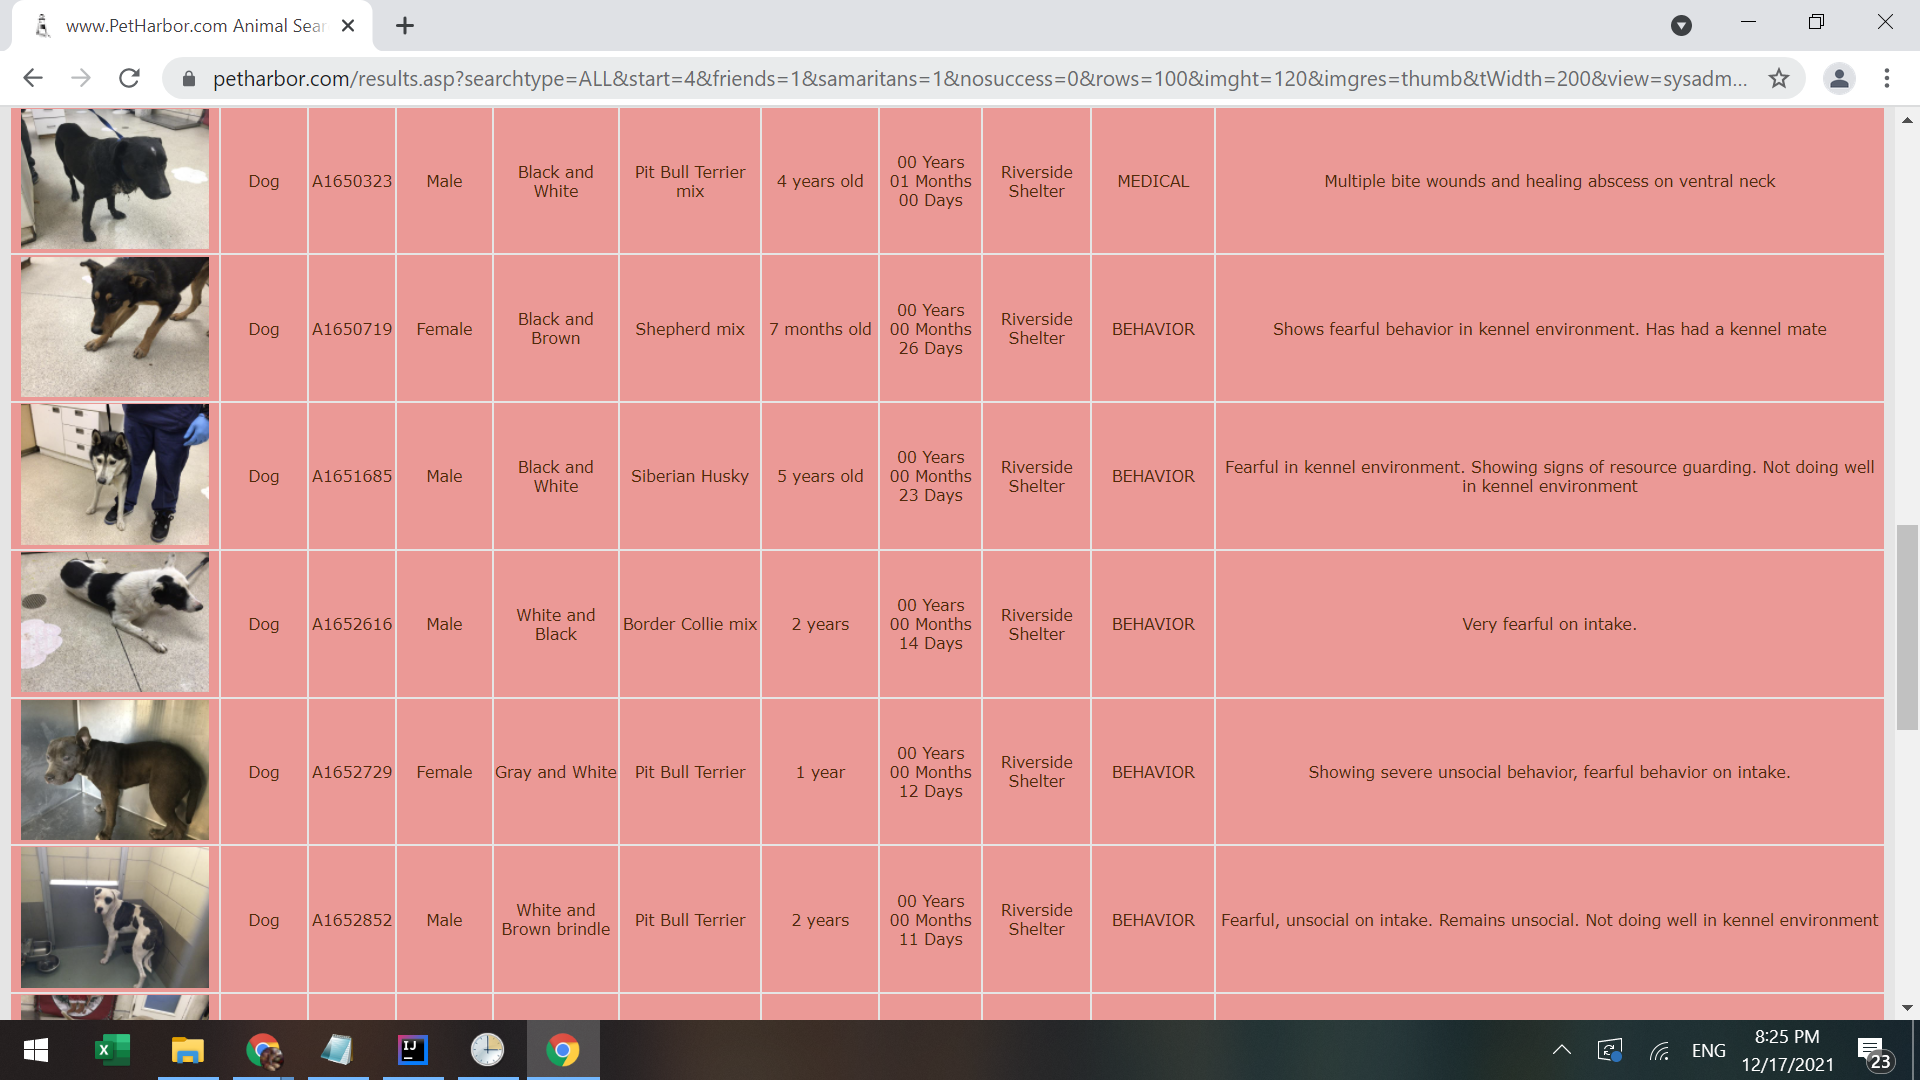 www.PetHarbor.com Animal Sear
petharbor.com/results.asp?searchtype=ALL&start=4&friends=1&samaritans=1&nosuccess=0&rows=100&imght=120&imgres=thumb&tWidth=200&view=sysadm...
Dog
A1650323
Male
Black and
White
Pit Bull Terrier
mix
4 years old
00 Years
01 Months
00 Days
Riverside
Shelter
MEDICAL
Multiple bite wounds and healing abscess on ventral neck
Dog
A1650719
Female
Black and
Brown
Shepherd mix
7 months old
00 Years
00 Months
26 Days
Riverside
Shelter
BEHAVIOR
Shows fearful behavior in kennel environment. Has had a kennel mate
Dog
A1651685
Male
Black and
White
Siberian Husky
5 years old
00 Years
00 Months
23 Days
Riverside
Shelter
BEHAVIOR
Fearful in kennel environment. Showing signs of resource guarding. Not doing well
in kennel environment
Dog
A1652616
Male
White and
Black
Border Collie mix
2 years
00 Years
00 Months
14 Days
Riverside
Shelter
BEHAVIOR
Very fearful on intake.
Dog
A1652729
Female
Gray and White
Pit Bull Terrier
1 year
00 Years
00 Months
12 Days
Riverside
Shelter
BEHAVIOR
Showing severe unsocial behavior, fearful behavior on intake.
Dog
A1652852
Male
White and
Brown brindle
Pit Bull Terrier
2 years
00 Years
00 Months
11 Days
Riverside
Shelter
BEHAVIOR
Fearful, unsocial on intake. Remains unsocial. Not doing well in kennel environment
X
IJ
ENG
8:25 PM
12/17/2021
23